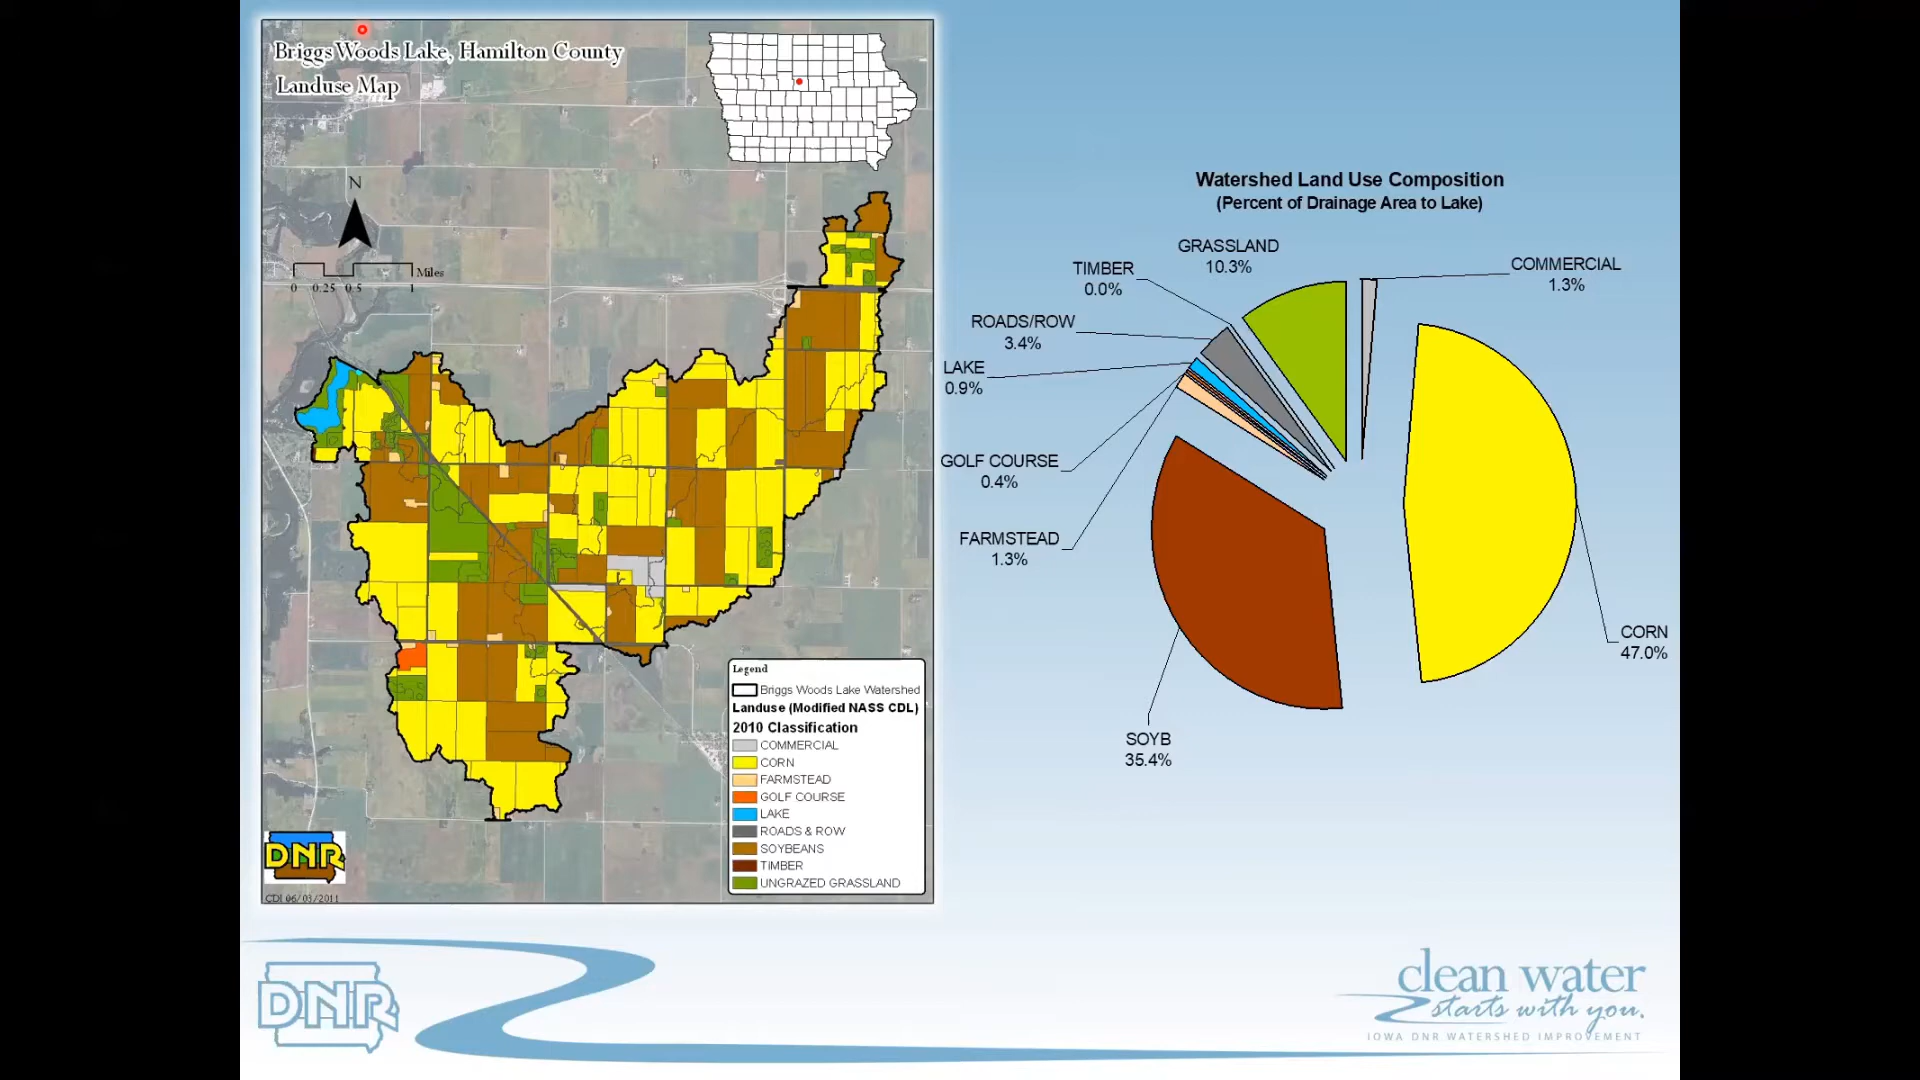 Briggs Woods Lake, Hamilton County
Landuse Map
N
Miles
0 0.25 0.5 1
Legend
Briggs Woods Lake Watershed
Landuse (Modified NASS CDL)
2010 Classification
COMMERCIAL
CORN
FARMSTEAD
GOLF COURSE
LAKE
ROADS & ROW
SOYBEANS
TIMBER
UNGRAZED GRASSLAND
DNR
CDI 06/03/2011
Watershed Land Use Composition
(Percent of Drainage Area to Lake)
GRASSLAND
10.3%
COMMERCIAL
1.3%
TIMBER
0.0%
ROADS/ROW
3.4%
LAKE
0.9%
GOLF COURSE
0.4%
FARMSTEAD
1.3%
CORN
47.0%
SOYB
35.4%
DNR
clean water
starts with you.
IOWA DNR WATERSHED IMPROVEMENT